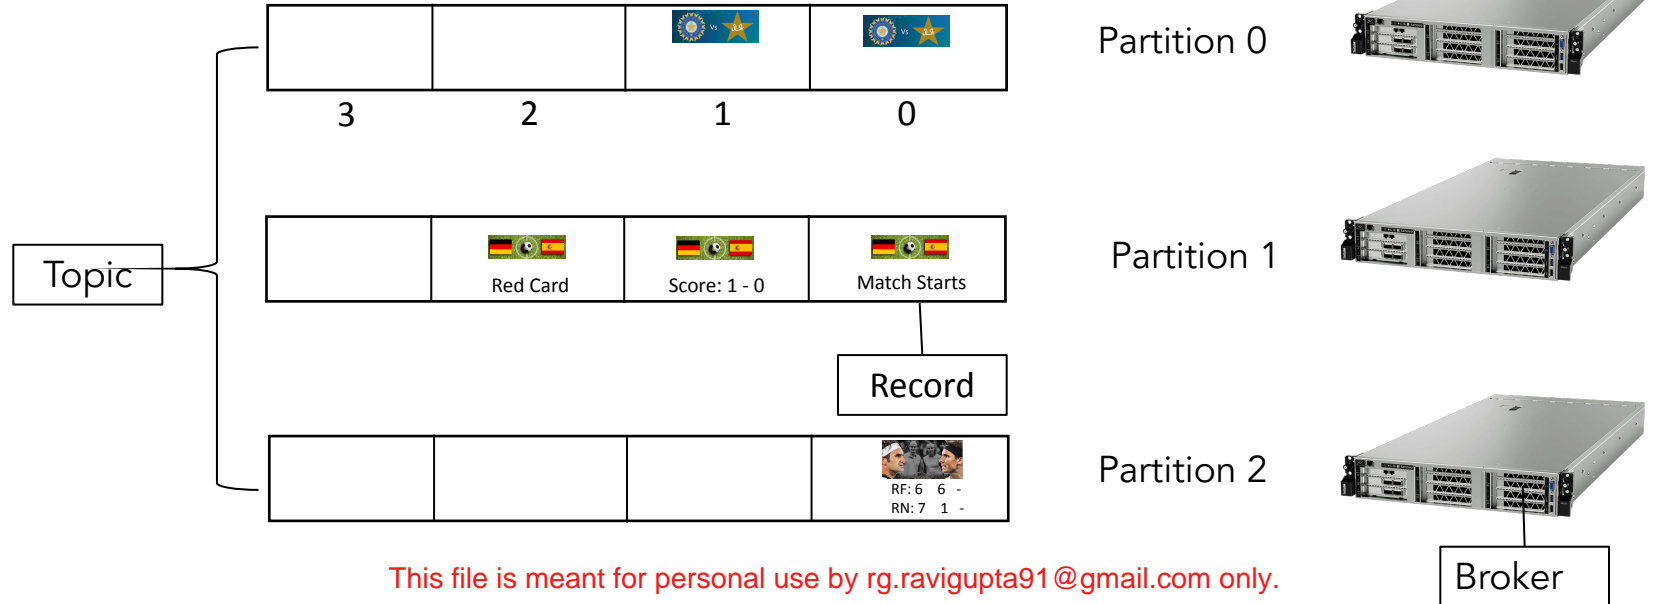 Vs
Vs
Partition 0
3 2 1 0
Topic
Red Card
Score: 1 - 0
Match Starts
Partition 1
Record
RF: 6 6 -
RN: 7 1 -
Partition 2
This file is meant for personal use by rg.ravigupta91@gmail.com only.
Broker